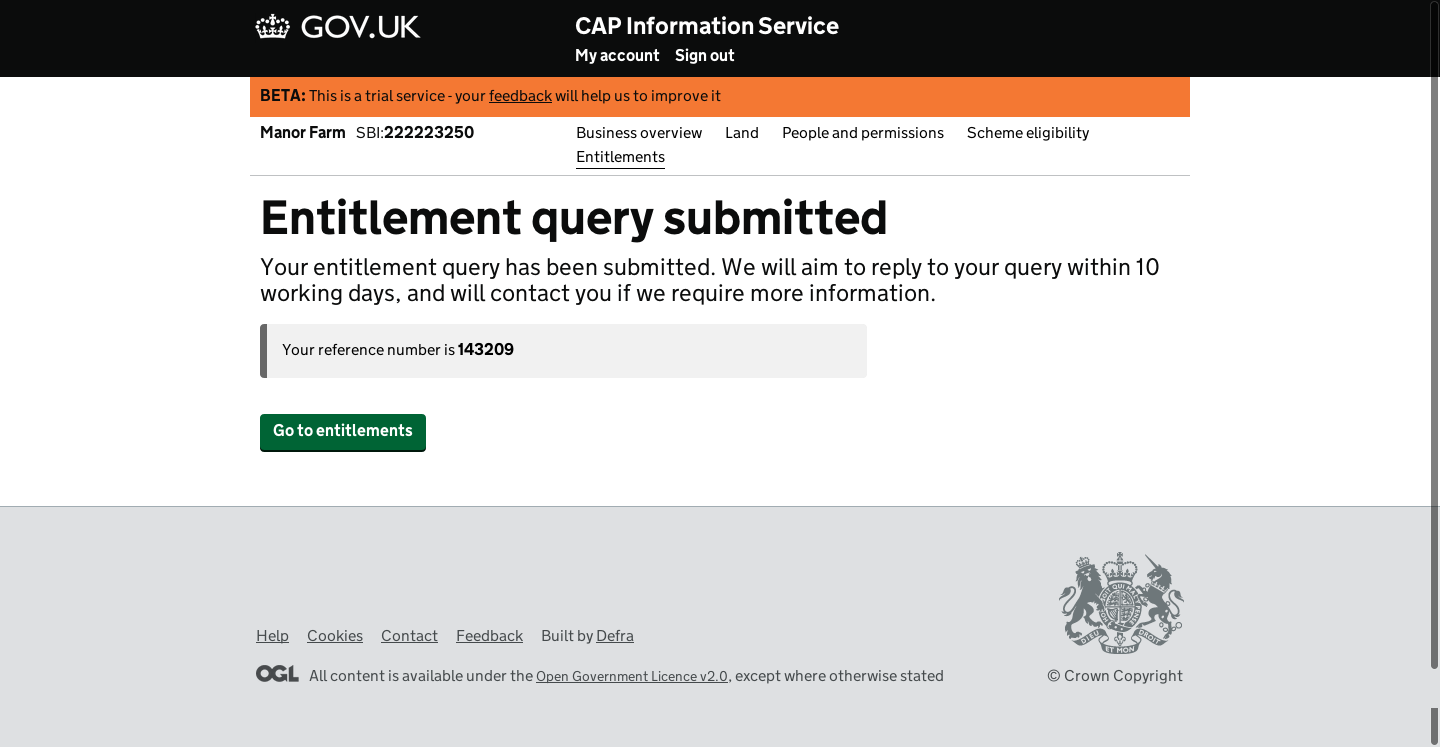 GOV.UK
CAP Information Service
My account Sign out
BETA: This is a trial service - your feedback will help us to improve it
Manor Farm SBI:222223250
Business overview Land People and permissions Scheme eligibility
Entitlements
Entitlement query submitted
Your entitlement query has been submitted. We will aim to reply to your query within 10
working days, and will contact you if we require more information.
Your reference number is 143209
Go to entitlements
Help Cookies Contact Feedback Built by Defra
OGL All content is available under the Open Government Licence v2.0, except where otherwise stated
DIEU ET MON DROIT
© Crown Copyright